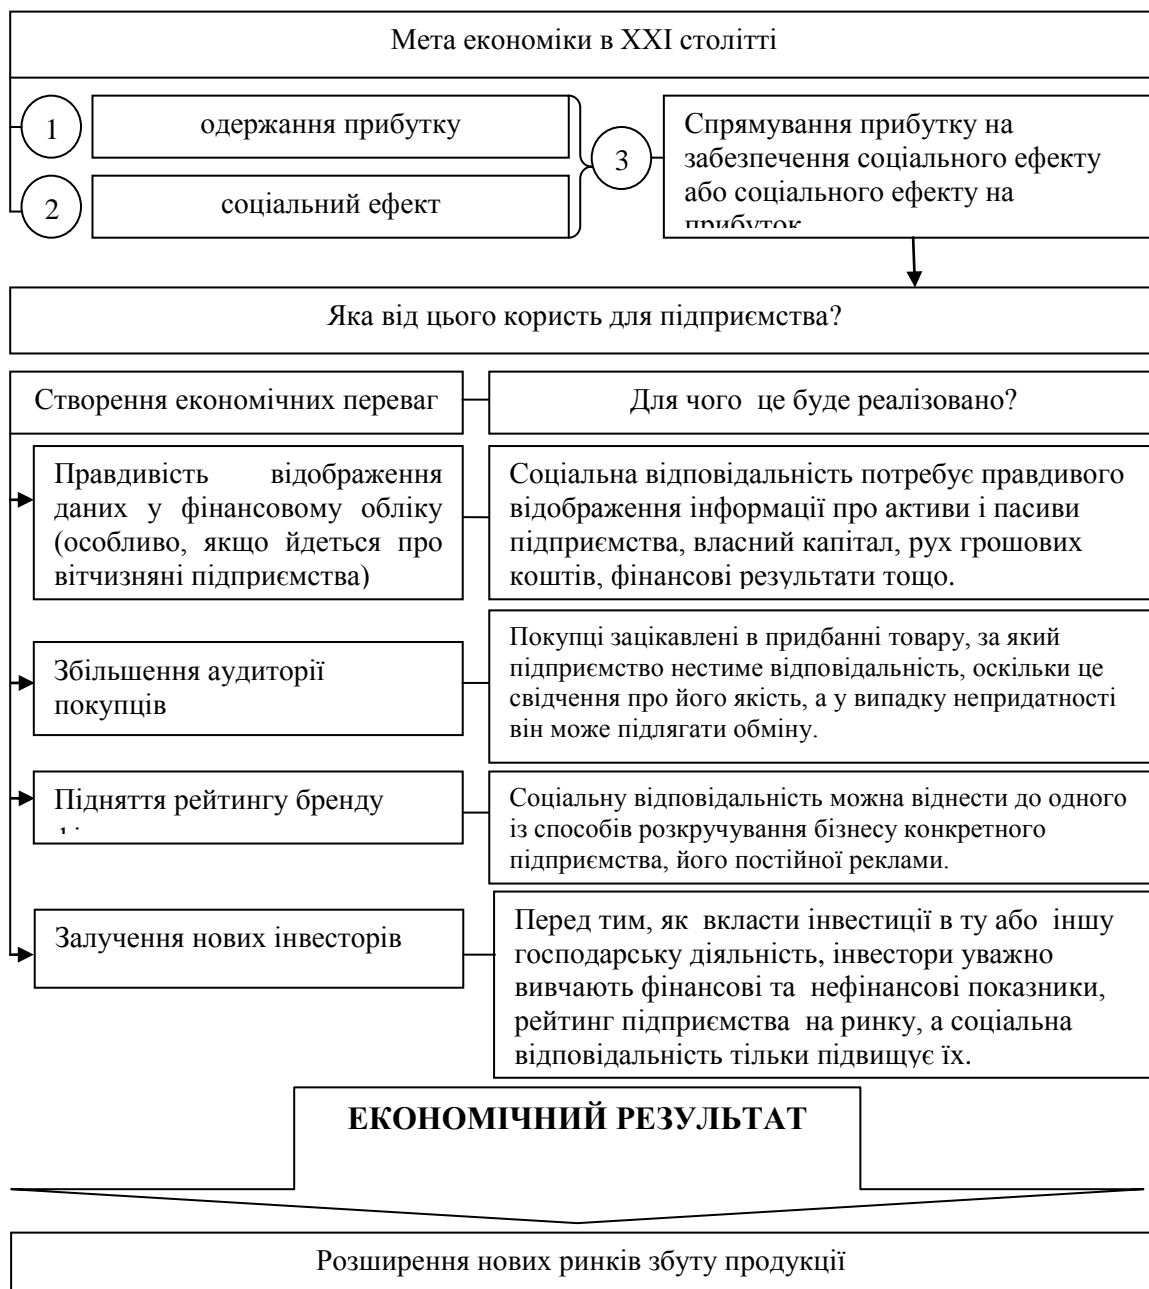 Мета економіки в XXI столітті
1
одержання прибутку
2
соціальний ефект
3
Спрямування прибутку на
забезпечення соціального ефекту
або соціального ефекту на
прибуток
Яка від цього користь для підприємства?
Створення економічних переваг
Для чого це буде реалізовано?
Правдивість відображення
даних у фінансовому обліку
(особливо, якщо йдеться про
вітчизняні підприємства)
Соціальна відповідальність потребує правдивого
відображення інформації про активи і пасиви
підприємства, власний капітал, рух грошових
коштів, фінансові результати тощо.
Збільшення аудиторії
покупців
Покупці зацікавлені в придбанні товару, за який
підприємство нестиме відповідальність, оскільки це
свідчення про його якість, а у випадку непридатності
він може підлягати обміну.
Підняття рейтингу бренду
Соціальну відповідальність можна віднести до одного
із способів розкручування бізнесу конкретного
підприємства, його постійної реклами.
Залучення нових інвесторів
Перед тим, як вкласти інвестиції в ту або іншу
господарську діяльність, інвестори уважно
вивчають фінансові та нефінансові показники,
рейтинг підприємства на ринку, а соціальна
відповідальність тільки підвищує їх.
ЕКОНОМІЧНИЙ РЕЗУЛЬТАТ
Розширення нових ринків збуту продукції